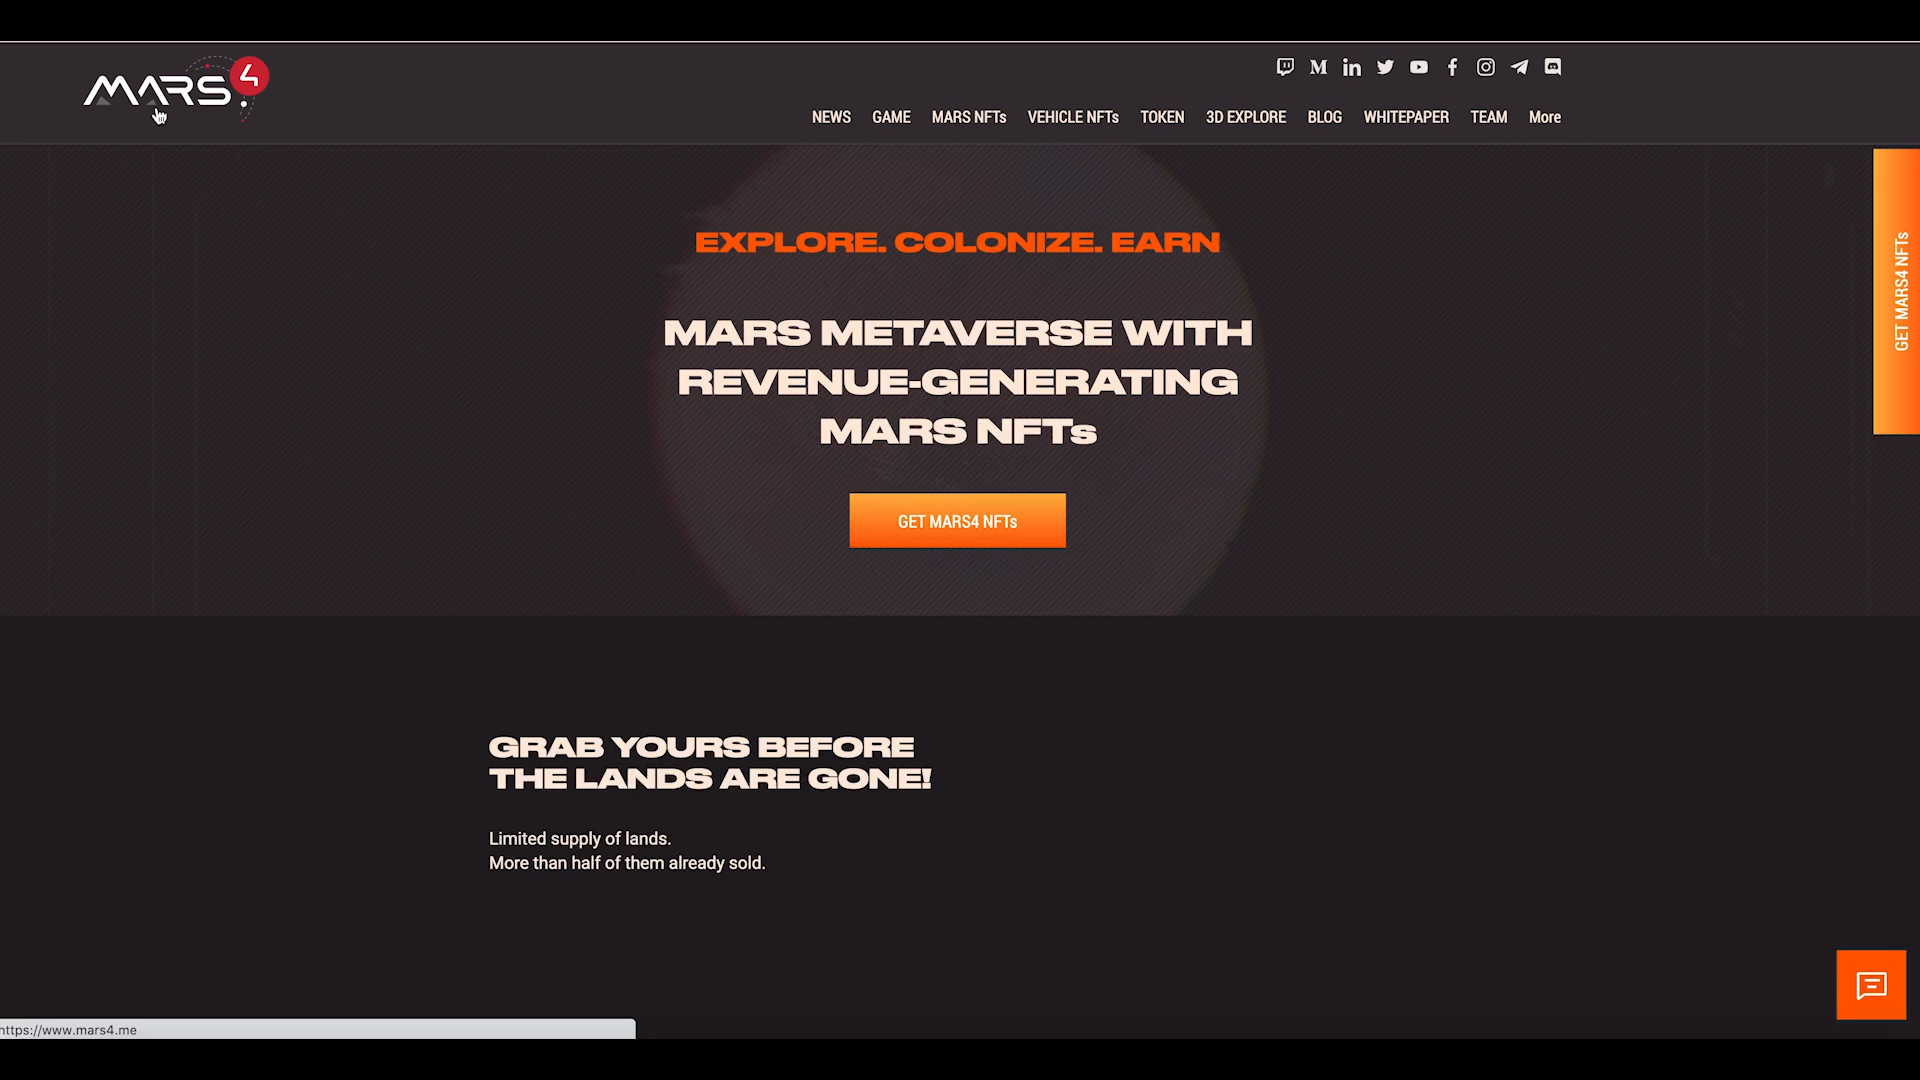 MARS 4
NEWS GAME MARS NFTs VEHICLE NFTs TOKEN 3D EXPLORE BLOG WHITEPAPER TEAM More
EXPLORE. COLONIZE. EARN
MARS METAVERSE WITH
REVENUE-GENERATING
MARS NFTs
GET MARS4 NFTs
GET MARS4 NFTs
GRAB YOURS BEFORE
THE LANDS ARE GONE!
Limited supply of lands.
More than half of them already sold.
https://www.mars4.me